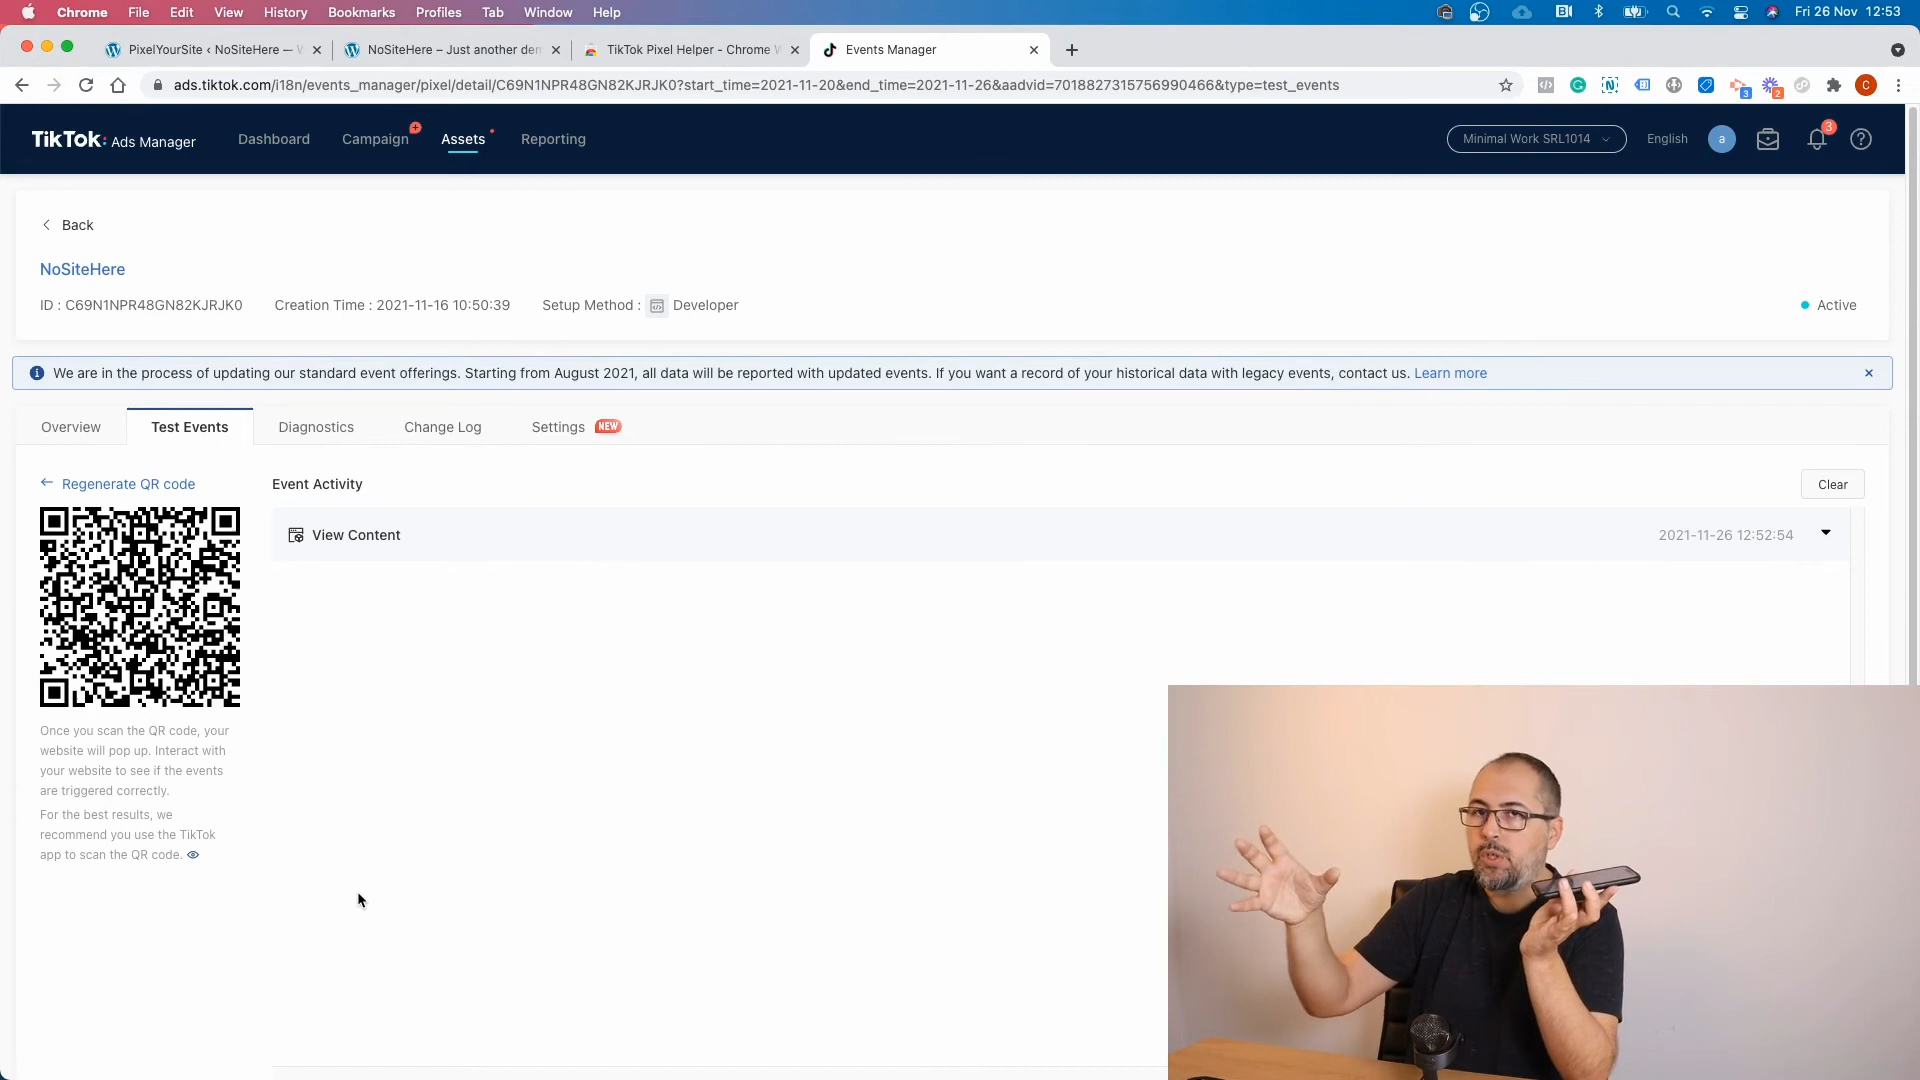 Chrome File Edit View History Bookmarks Profiles Tab Window Help Fri 26 Nov 12:53
PixelYourSite ‹ NoSiteHere — NoSiteHere – Just another den TikTok Pixel Helper - Chrome Events Manager
ads.tiktok.com/i18n/events_manager/pixel/detail/C69N1NPR48GN82KJRJK0?start_time=2021-11-20&end_time=2021-11-26&aadvid=7018827315756990466&type=test_events
3 2 C
TikTok: Ads Manager Dashboard Campaign Assets Reporting Minimal Work SRL1014 English a 3
Back
NoSiteHere
ID : C69N1NPR48GN82KJRJK0 Creation Time : 2021-11-16 10:50:39 Setup Method : Developer Active
We are in the process of updating our standard event offerings. Starting from August 2021, all data will be reported with updated events. If you want a record of your historical data with legacy events, contact us. Learn more
Overview Test Events Diagnostics Change Log Settings NEW
Regenerate QR code Event Activity Clear
View Content 2021-11-26 12:52:54
Once you scan the QR code, your
website will pop up. Interact with
your website to see if the events
are triggered correctly.
For the best results, we
recommend you use the TikTok
app to scan the QR code.